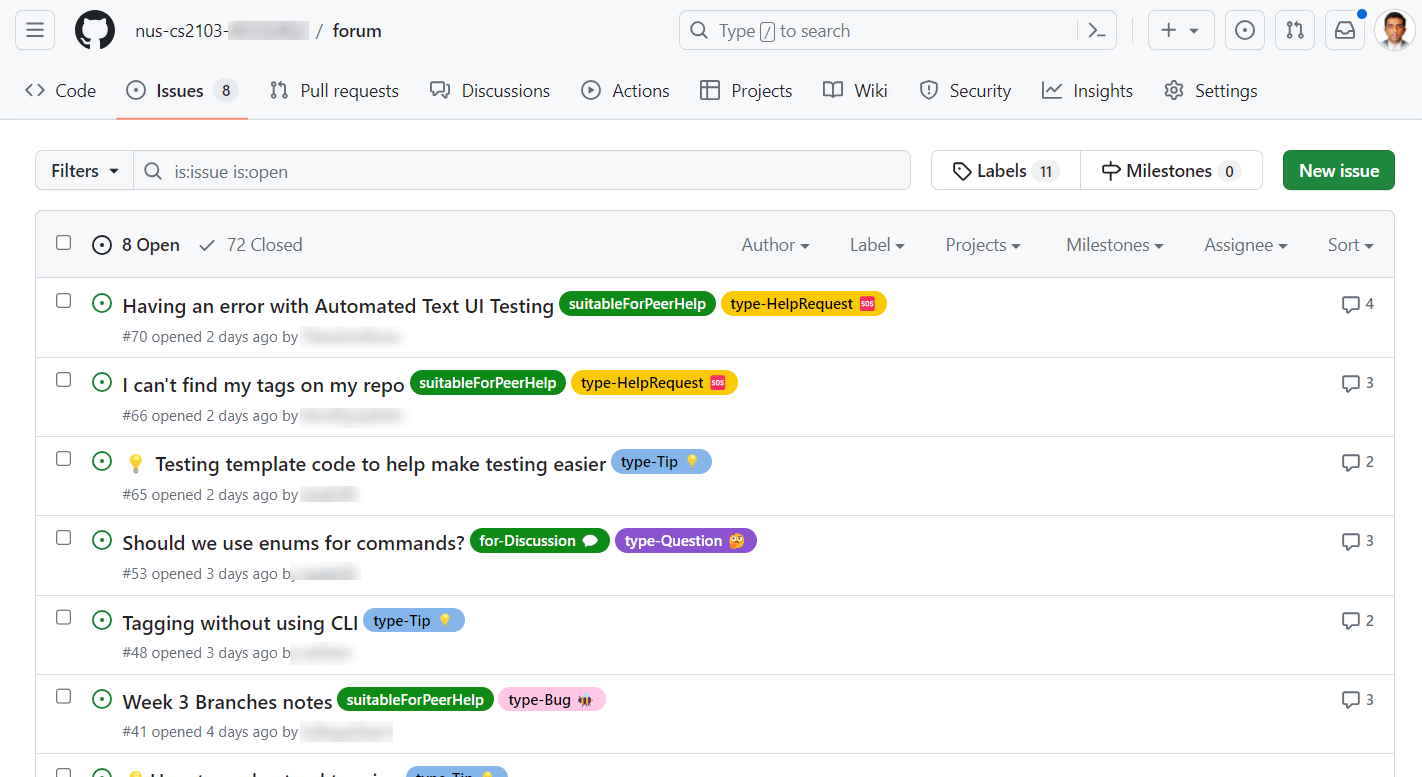 nus-cs2103- / forum
Type / to search
Code Issues 8 Pull requests Discussions Actions Projects Wiki Security Insights Settings
Filters is:issue is:open Labels 11 Milestones 0 New issue
8 Open 72 Closed Author Label Projects Milestones Assignee Sort
Having an error with Automated Text UI Testing suitableForPeerHelp type-HelpRequest 🆘 4
#70 opened 2 days ago by
I can't find my tags on my repo suitableForPeerHelp type-HelpRequest 🆘 3
#66 opened 2 days ago by
💡 Testing template code to help make testing easier type-Tip 💡 2
#65 opened 2 days ago by
Should we use enums for commands? for-Discussion 💬 type-Question 🤔 3
#53 opened 3 days ago by
Tagging without using CLI type-Tip 💡 2
#48 opened 3 days ago by
Week 3 Branches notes suitableForPeerHelp type-Bug 🐝 3
#41 opened 4 days ago by
type-Tip 💡